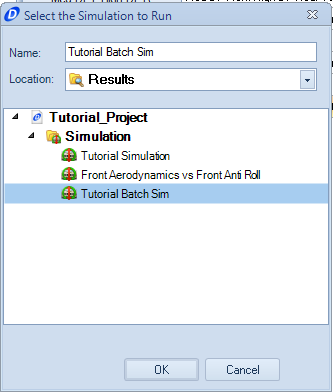 Select the Simulation to Run
Name: Tutorial Batch Sim
Location: Results
Tutorial_Project
Simulation
Tutorial Simulation
Front Aerodynamics vs Front Anti Roll
Tutorial Batch Sim
OK Cancel